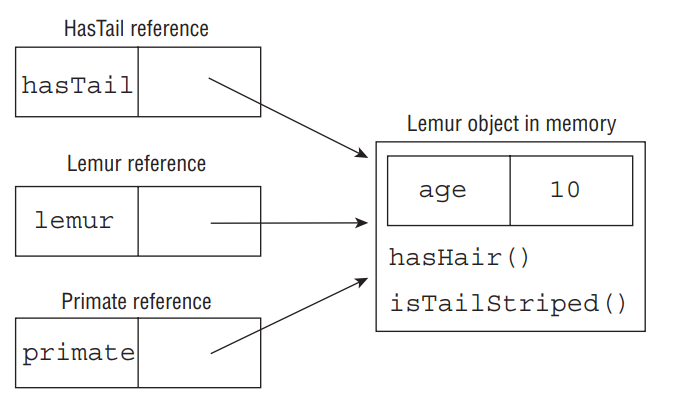 HasTail reference
hasTail
Lemur reference
lemur
Primate reference
primate
Lemur object in memory
age 10
hasHair()
isTailStriped()